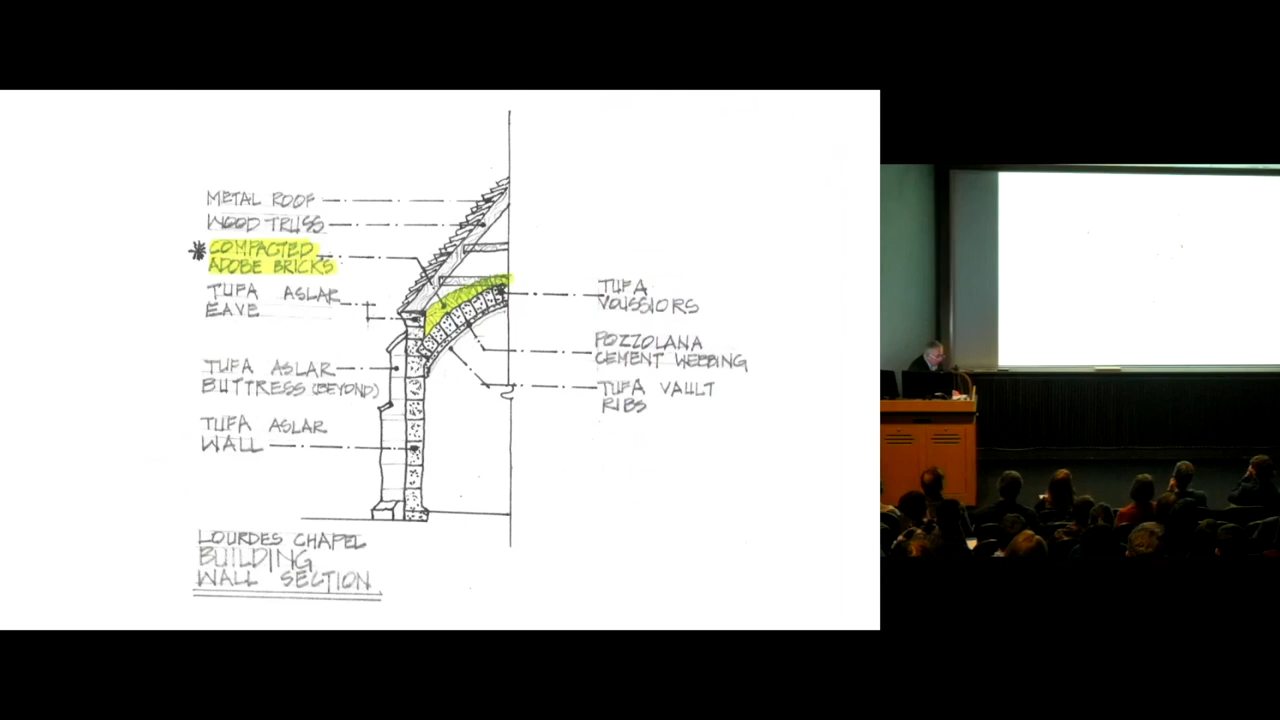 METAL ROOF
WOOD TRUSS
* COMPACTED
ADOBE BRICKS
TUFA ASLAR
EAVE
TUFA ASLAR
BUTTRESS (BEYOND)
TUFA ASLAR
WALL
TUFA
VOUSSIORS
POZZOLANA
CEMENT WEBBING
TUFA VAULT
RIBS
LOURDES CHAPEL
BUILDING
WALL SECTION